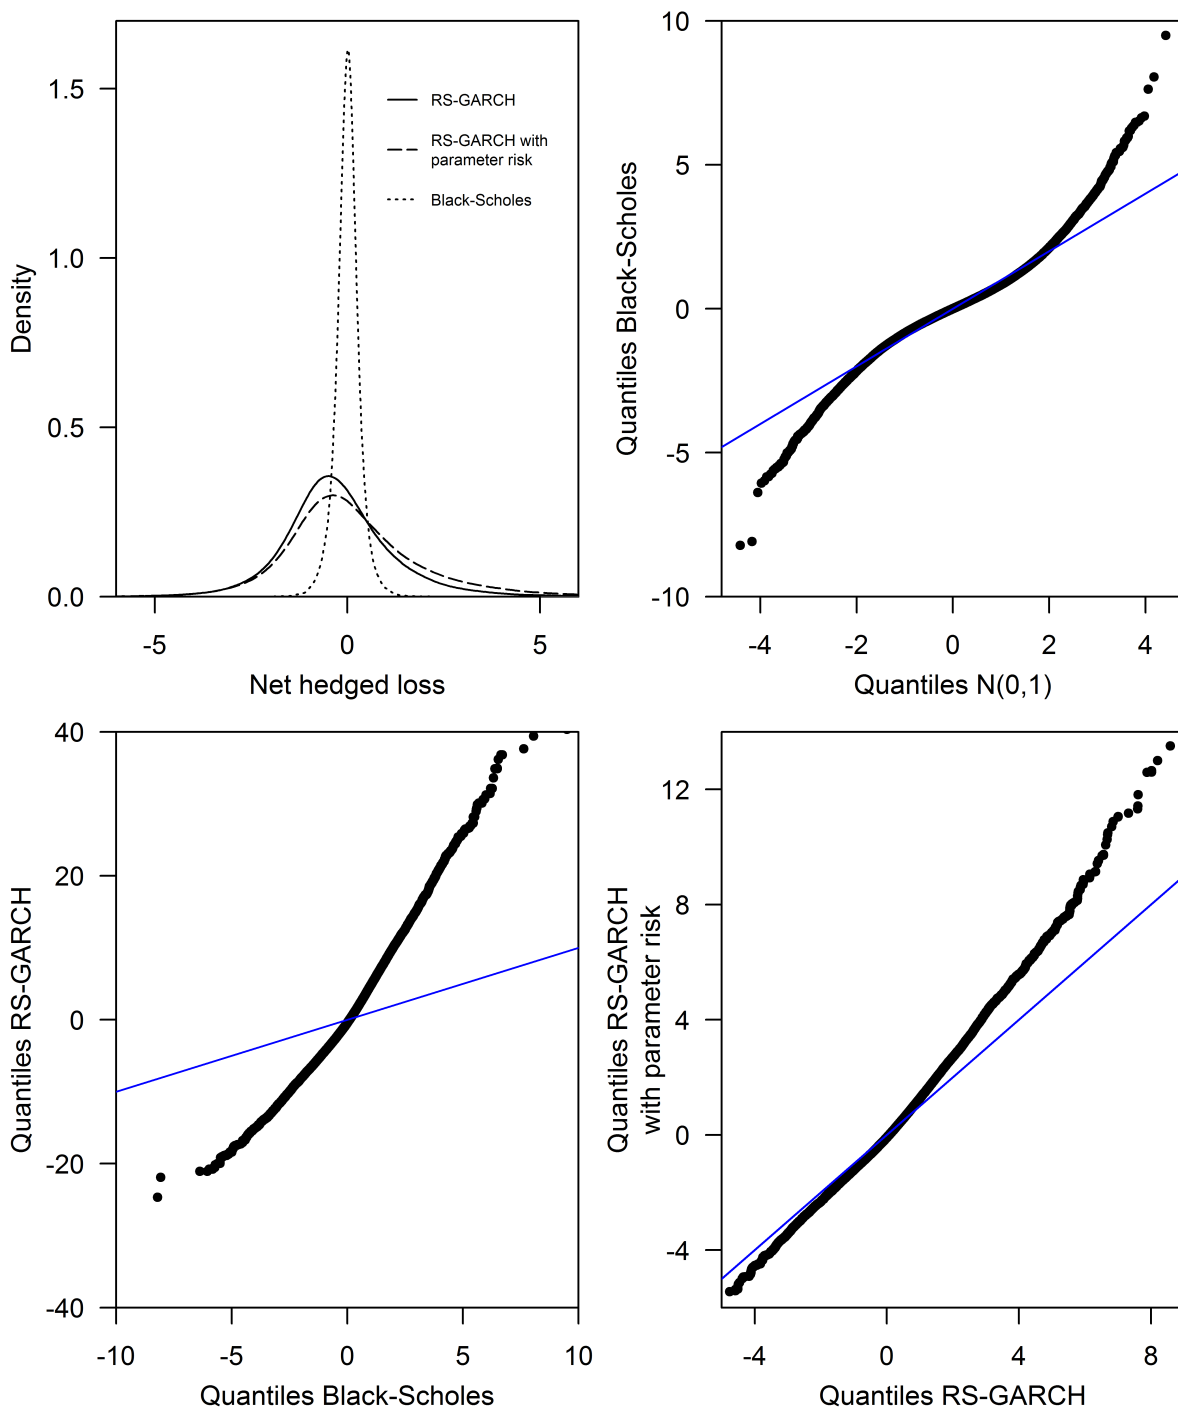 1.5
1.0
0.5
0.0
Density
RS-GARCH
RS-GARCH with
parameter risk
Black-Scholes
-5
0
5
Net hedged loss
10
5
0
-5
-10
Quantiles Black-Scholes
-4
-2
0
2
4
Quantiles N(0,1)
40
20
0
-20
-40
Quantiles RS-GARCH
-10
-5
0
5
10
Quantiles Black-Scholes
12
8
4
0
-4
Quantiles RS-GARCH
with parameter risk
-4
0
4
8
Quantiles RS-GARCH